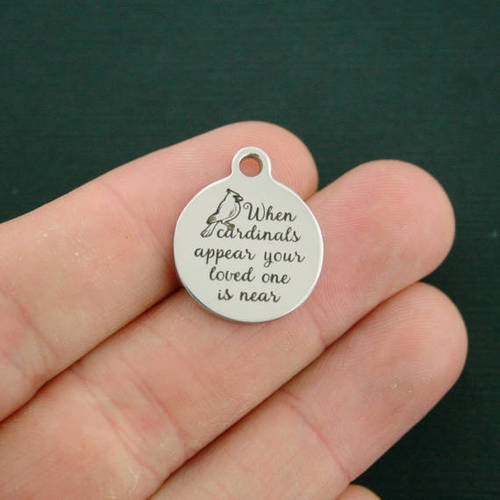 When
cardinals
appear your
loved one
is near